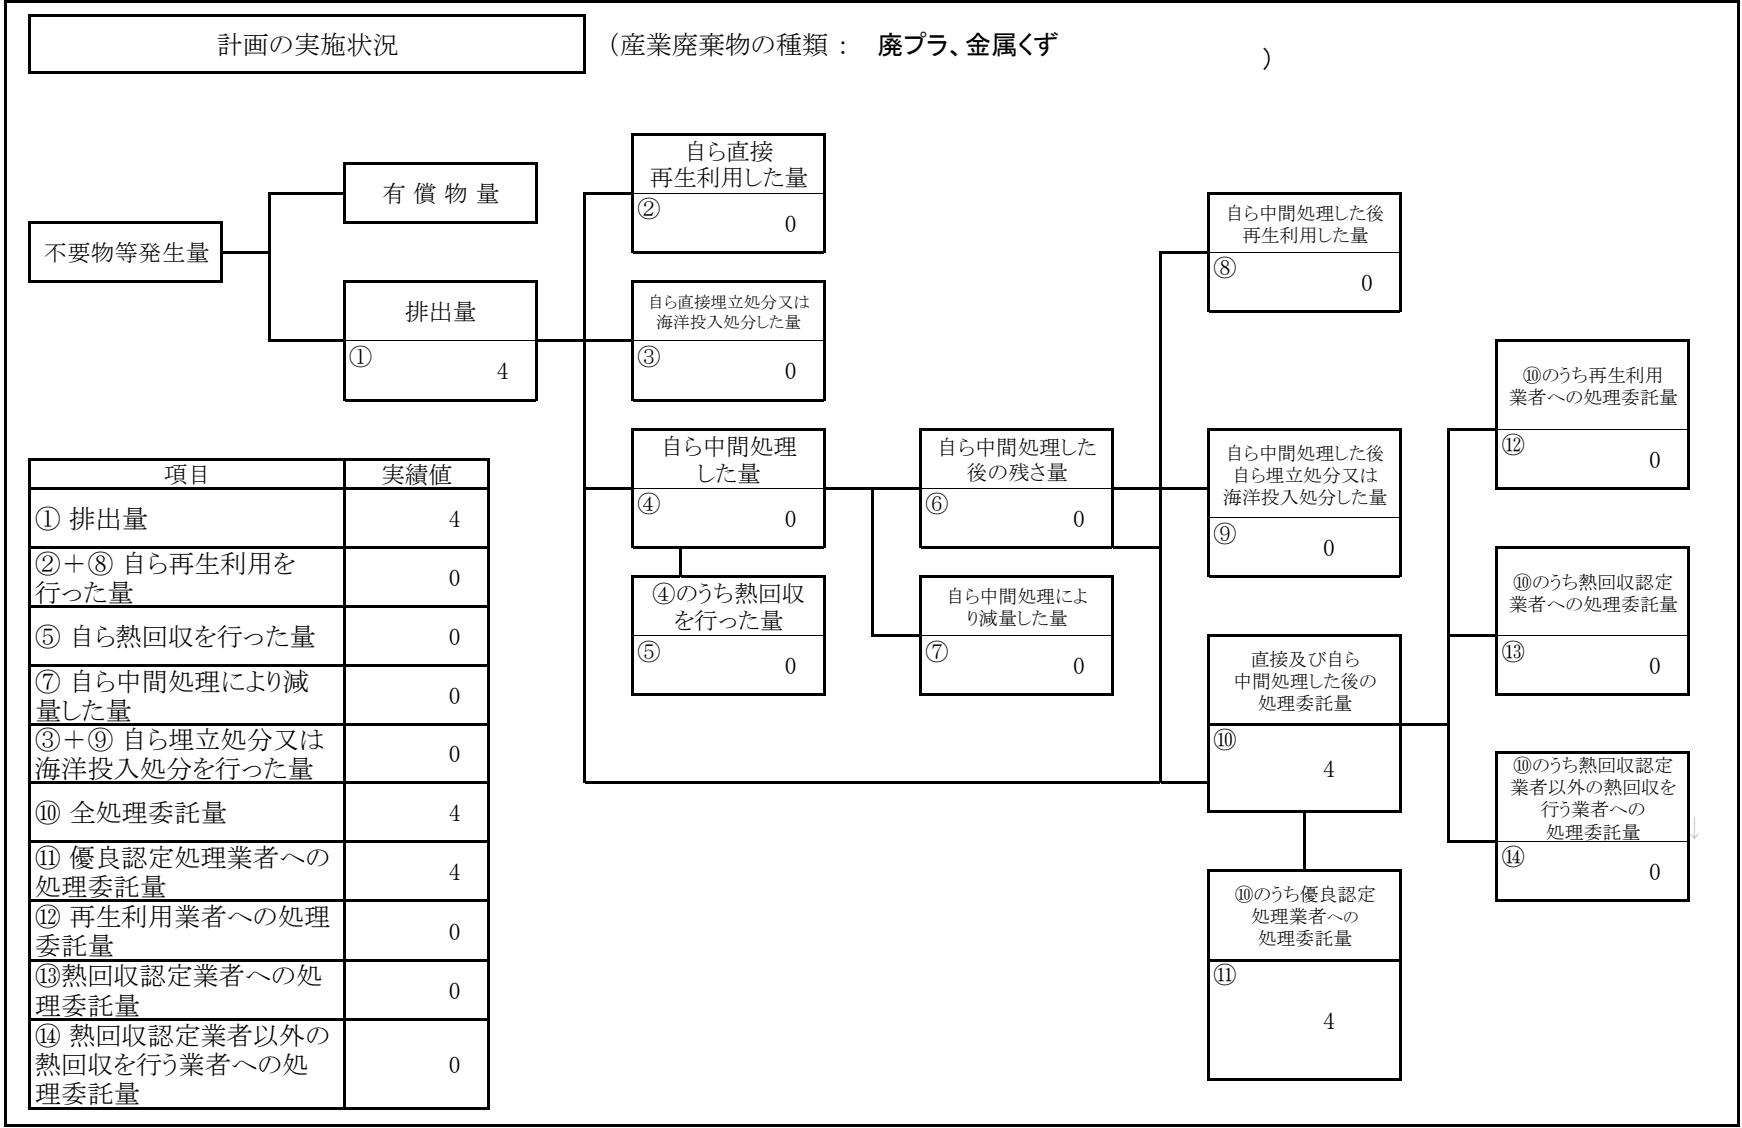 計画の実施状況
（産業廃棄物の種類： 廃プラ、金属くず ）
不要物等発生量
有 償 物 量
排出量
①
4
自ら直接
再生利用した量
②
0
自ら直接埋立処分又は
海洋投入処分した量
③
0
自ら中間処理
した量
④
0
④のうち熱回収
を行った量
⑤
0
自ら中間処理した
後の残さ量
⑥
0
自ら中間処理によ
り減量した量
⑦
0
自ら中間処理した後
再生利用した量
⑧
0
自ら中間処理した後
自ら埋立処分又は
海洋投入処分した量
⑨
0
直接及び自ら
中間処理した後の
処理委託量
⑩
4
⑩のうち優良認定
処理業者への
処理委託量
⑪
4
⑩のうち再生利用
業者への処理委託量
⑫
0
⑩のうち熱回収認定
業者への処理委託量
⑬
0
⑩のうち熱回収認定
業者以外の熱回収を
行う業者への
処理委託量
⑭
0
↓
項目 実績値
① 排出量 4
②＋⑧ 自ら再生利用を
行った量 0
⑤ 自ら熱回収を行った量 0
⑦ 自ら中間処理により減
量した量 0
③＋⑨ 自ら埋立処分又は
海洋投入処分を行った量 0
⑩ 全処理委託量 4
⑪ 優良認定処理業者への
処理委託量 4
⑫ 再生利用業者への処理
委託量 0
⑬熱回収認定業者への処
理委託量 0
⑭ 熱回収認定業者以外の
熱回収を行う業者への処
理委託量 0